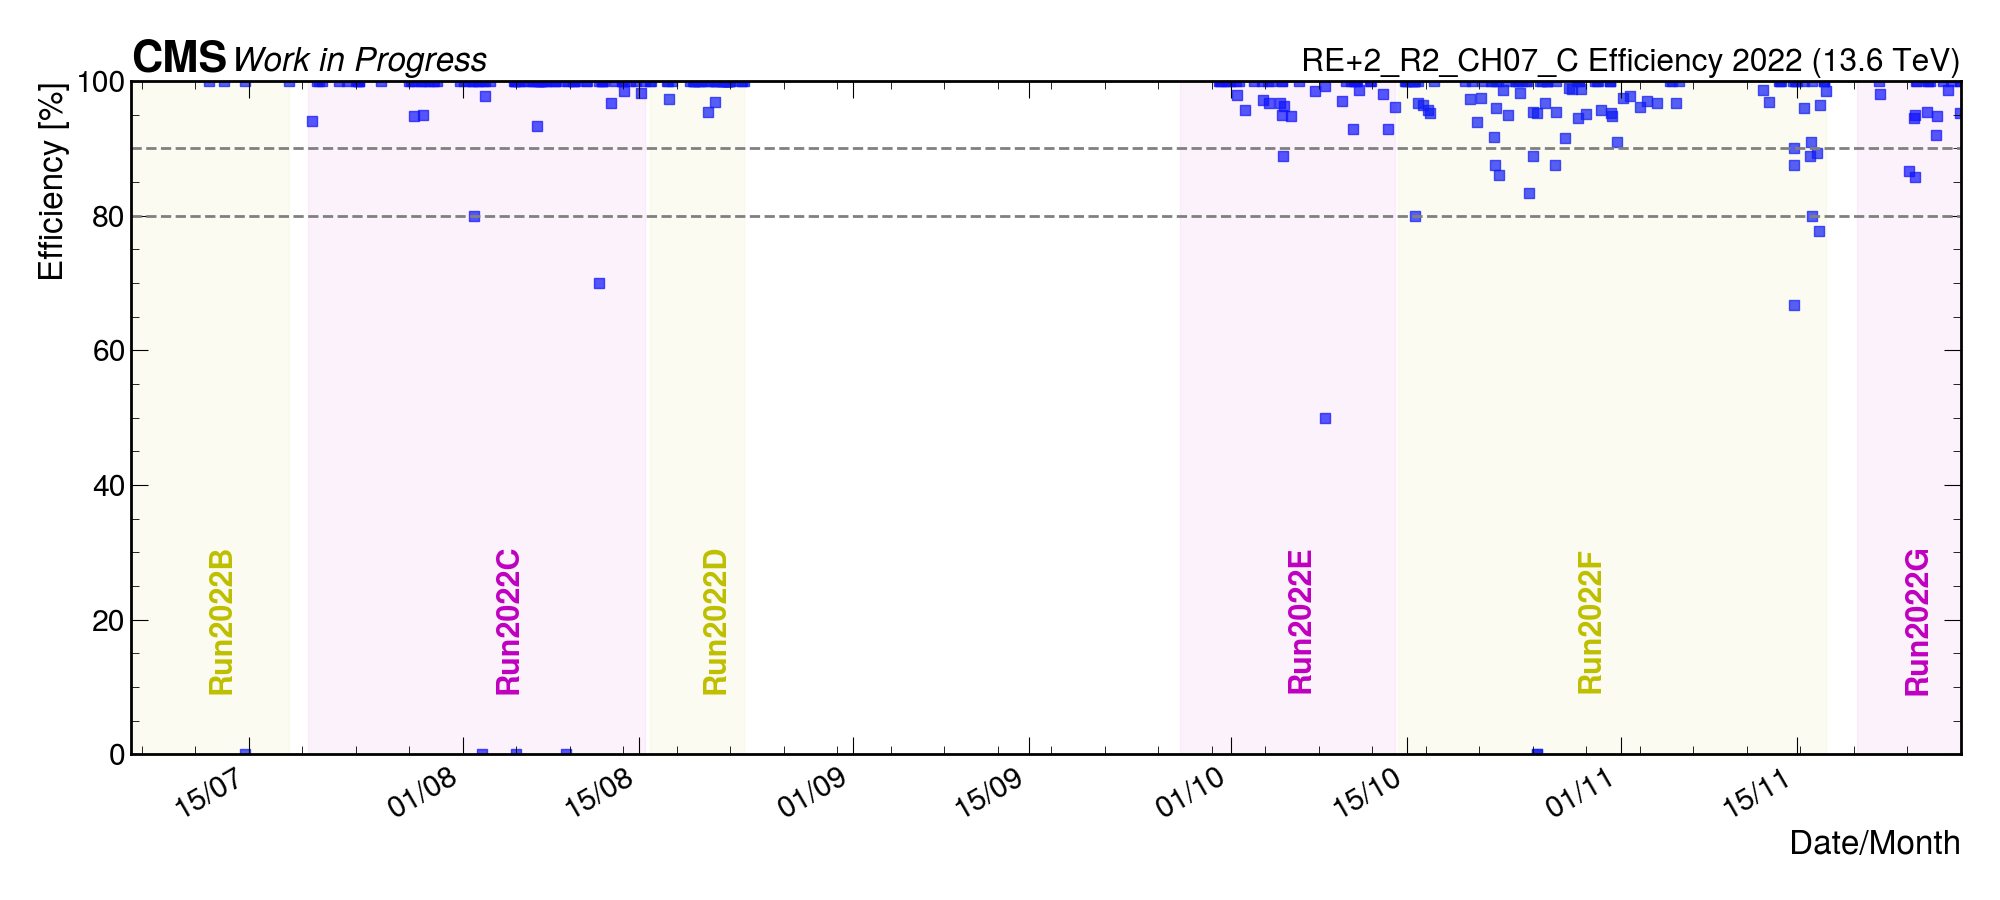 CMS Work in Progress
RE+2_R2_CH07_C Efficiency 2022 (13.6 TeV)
Efficiency [%]
100
80
60
40
20
0
Run2022B
Run2022C
Run2022D
Run2022E
Run2022F
Run2022G
15/07
01/08
15/08
01/09
15/09
01/10
15/10
01/11
15/11
Date/Month